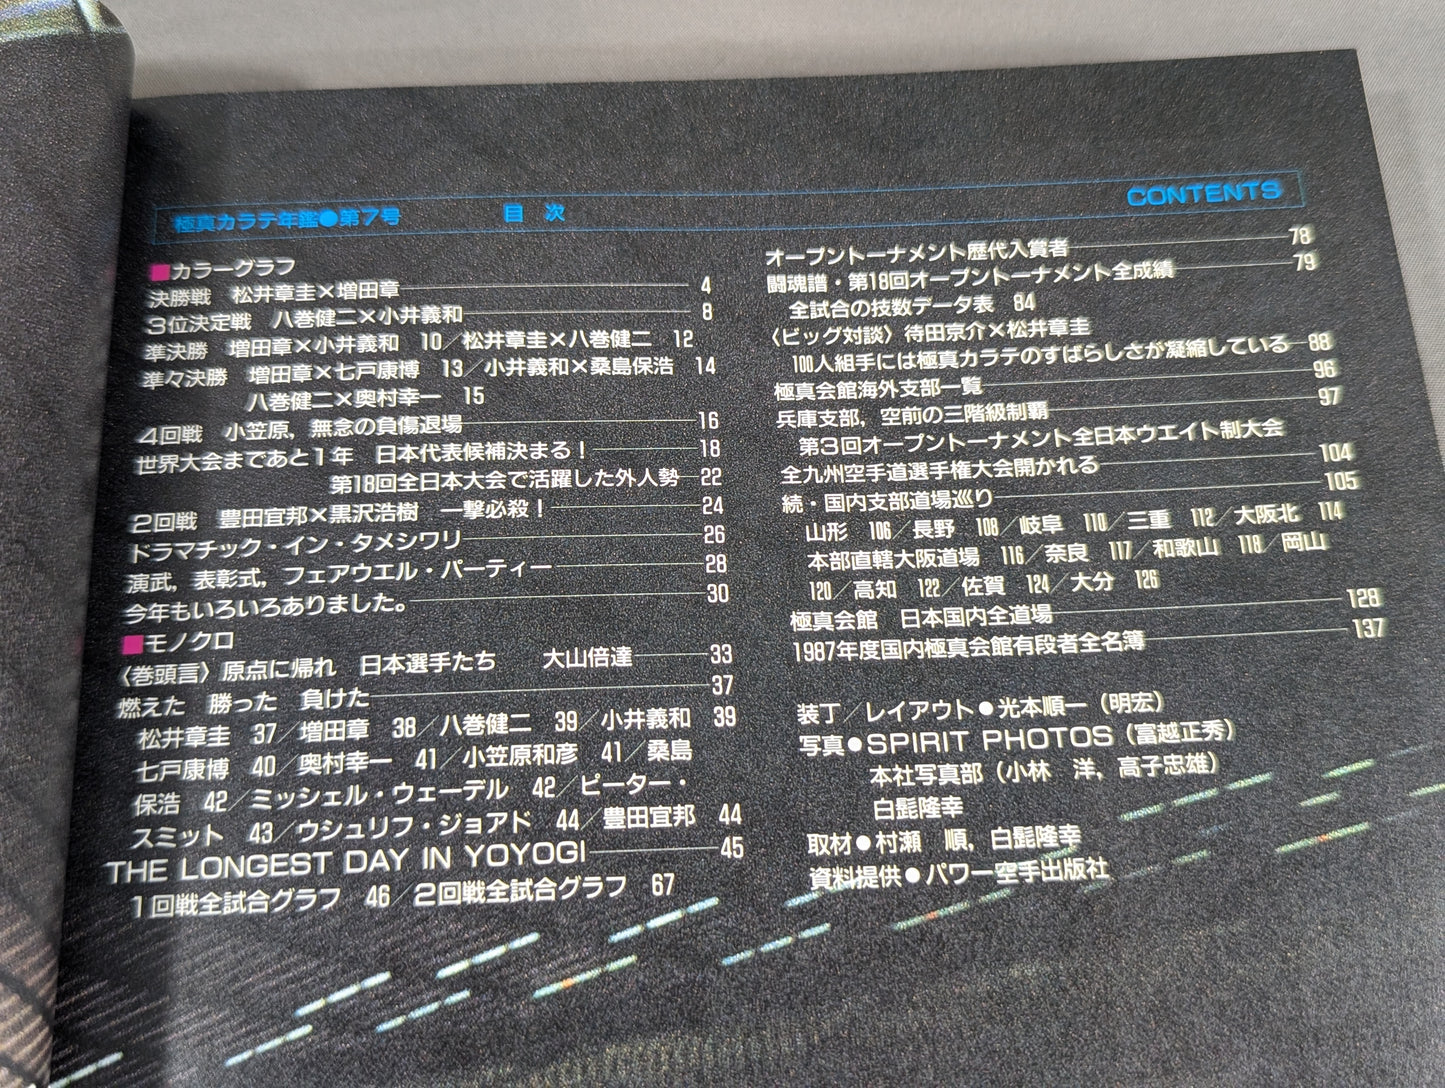 極真カラテ年鑑●第7号　目次　CONTENTS
■カラーグラフ
決勝戦　松井章圭×増田章 4
3位決定戦　八巻健二×小井義和 8
準決勝　増田章×小井義和　10／松井章圭×八巻健二　12
準々決勝　増田章×七戸康博　13／小井義和×桑島保浩　14
八巻健二×奥村幸一　15
4回戦　小笠原，無念の負傷退場 16
世界大会まであと1年　日本代表候補決まる！ 18
第18回全日本大会で活躍した外人勢 22
2回戦　豊田宜邦×黒沢浩樹　一撃必殺！ 24
ドラマチック・イン・タメシワリ 26
演武，表彰式，フェアウエル・パーティー 28
今年もいろいろありました。 30
■モノクロ
〈巻頭言〉原点に帰れ　日本選手たち　大山倍達 33
燃えた　勝った　負けた 37
松井章圭　37／増田章　38／八巻健二　39／小井義和　39
七戸康博　40／奥村幸一　41／小笠原和彦　41／桑島
保浩　42／ミッシェル・ウェーデル　42／ピーター・
スミット　43／ウシュリフ・ジョアド　44／豊田宜邦　44
THE LONGEST DAY IN YOYOGI 45
1回戦全試合グラフ　46／2回戦全試合グラフ　67
オープントーナメント歴代入賞者 78
闘魂譜・第18回オープントーナメント全成績 79
全試合の技数データ表　84
〈ビッグ対談〉待田京介×松井章圭
100人組手には極真カラテのすばらしさが凝縮している 88
極真会館海外支部一覧 96
兵庫支部，空前の三階級制覇 97
第3回オープントーナメント全日本ウエイト制大会
全九州空手道選手権大会開かれる 104
続・国内支部道場巡り 105
山形　106／長野　108／岐阜　110／三重　112／大阪北　114
本部直轄大阪道場　116／奈良　117／和歌山　118／岡山
120／高知　122／佐賀　124／大分　126
極真会館　日本国内全道場 128
1987年度国内極真会館有段者全名簿 137
装丁／レイアウト●光本順一（明宏）
写真●SPIRIT PHOTOS（富越正秀）
本社写真部（小林　洋，高子忠雄）
白髭隆幸
取材●村瀬　順，白髭隆幸
資料提供●パワー空手出版社